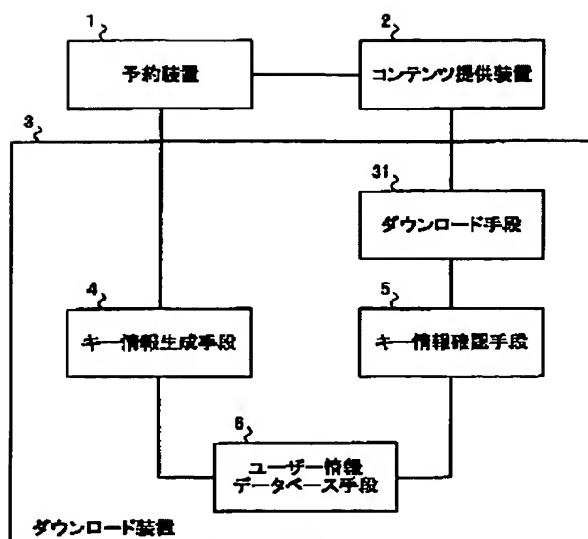 1
予約装置
2
コンテンツ提供装置
3
31
ダウンロード手段
4
キー情報生成手段
5
キー情報確認手段
6
ユーザー情報
データベース手段
ダウンロード装置